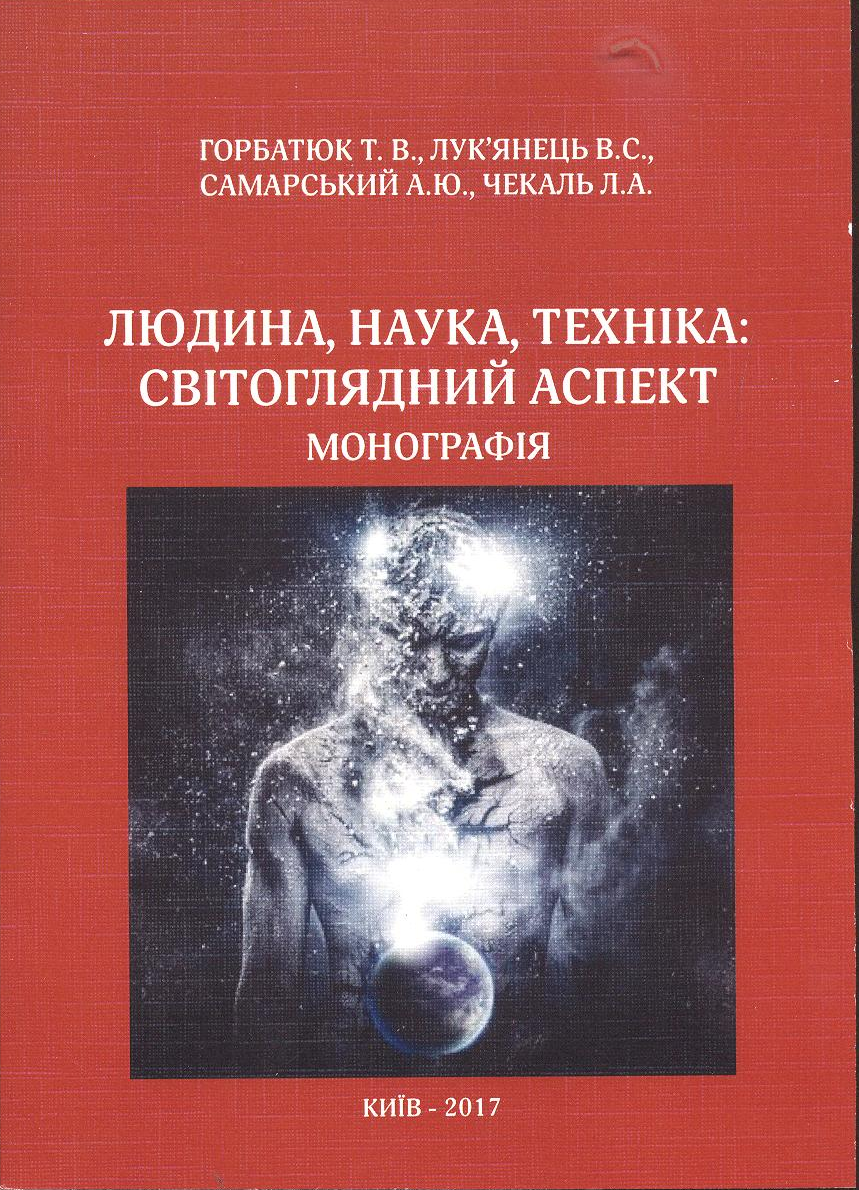 ГОРБАТЮК Т. В., ЛУК’ЯНЕЦЬ В.С.,
САМАРСЬКИЙ А.Ю., ЧЕКАЛЬ Л.А.
ЛЮДИНА, НАУКА, ТЕХНІКА:
СВІТОГЛЯДНИЙ АСПЕКТ
МОНОГРАФІЯ
КИЇВ - 2017